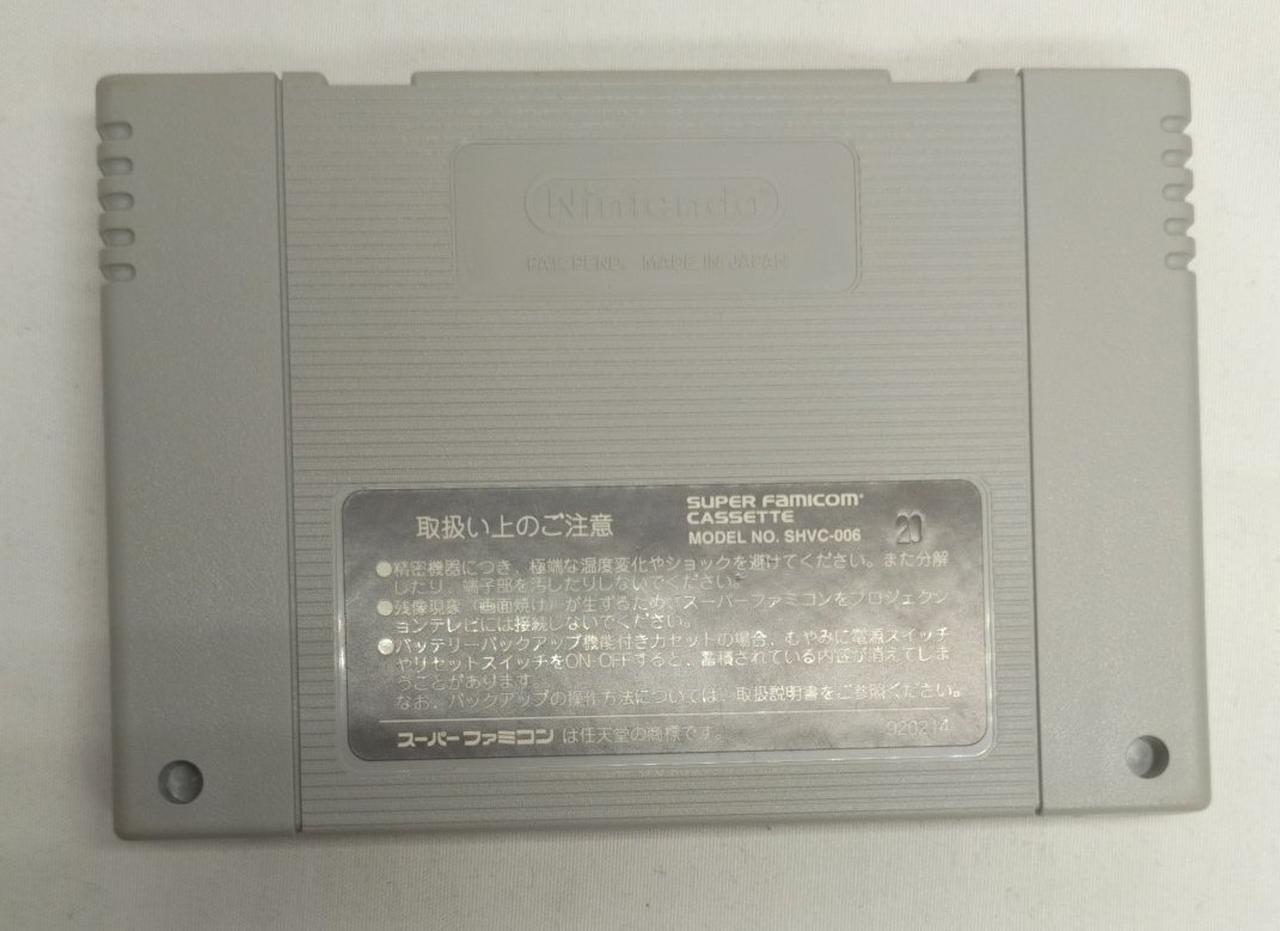 Nintendo®
PAT. PEND. MADE IN JAPAN
SUPER FAMICOM®
CASSETTE
MODEL NO. SHVC-006
20
取扱い上のご注意
●精密機器につき、極端な温度変化やショックを避けてください。また分解
したり、端子部を汚したりしないでください。
●残像現象（画面焼け）が生ずるため、スーパーファミコンをプロジェクシ
ョンテレビには接続しないでください。
●バッテリーバックアップ機能付きカセットの場合、むやみに電源スイッチ
やリセットスイッチをON-OFFすると、蓄積されている内容が消えてしま
うことがあります。
なお、バックアップの操作方法については、取扱説明書をご参照ください。
スーパーファミコン は任天堂の商標です。
920214